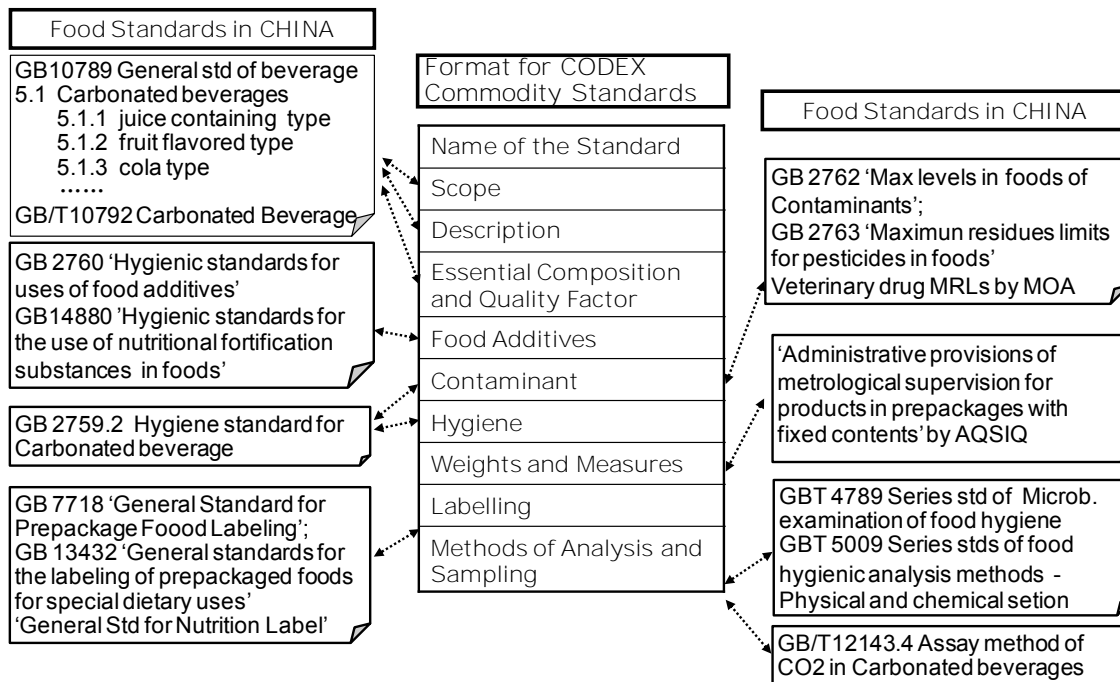 Food Standards in CHINA
GB10789 General std of beverage
5.1 Carbonated beverages
5.1.1 juice containing type
5.1.2 fruit flavored type
5.1.3 cola type
……
GB/T10792 Carbonated Beverage
GB 2760 ‘Hygienic standards for
uses of food additives’
GB14880 ’Hygienic standards for
the use of nutritional fortification
substances in foods’
GB 2759.2 Hygiene standard for
Carbonated beverage
GB 7718 ‘General Standard for
Prepackage Foood Labeling’;
GB 13432 ‘General standards for
the labeling of prepackaged foods
for special dietary uses’
‘General Std for Nutrition Label’
Format for CODEX
Commodity Standards
Name of the Standard
Scope
Description
Essential Composition
and Quality Factor
Food Additives
Contaminant
Hygiene
Weights and Measures
Labelling
Methods of Analysis and
Sampling
Food Standards in CHINA
GB 2762 ‘Max levels in foods of
Contaminants’;
GB 2763 ‘Maximun residues limits
for pesticides in foods’
Veterinary drug MRLs by MOA
‘Administrative provisions of
metrological supervision for
products in prepackages with
fixed contents’ by AQSIQ
GBT 4789 Series std of Microb.
examination of food hygiene
GBT 5009 Series stds of food
hygienic analysis methods -
Physical and chemical setion
GB/T12143.4 Assay method of
CO2 in Carbonated beverages